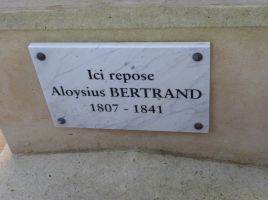 Ici repose
Aloysius BERTRAND
1807 - 1841